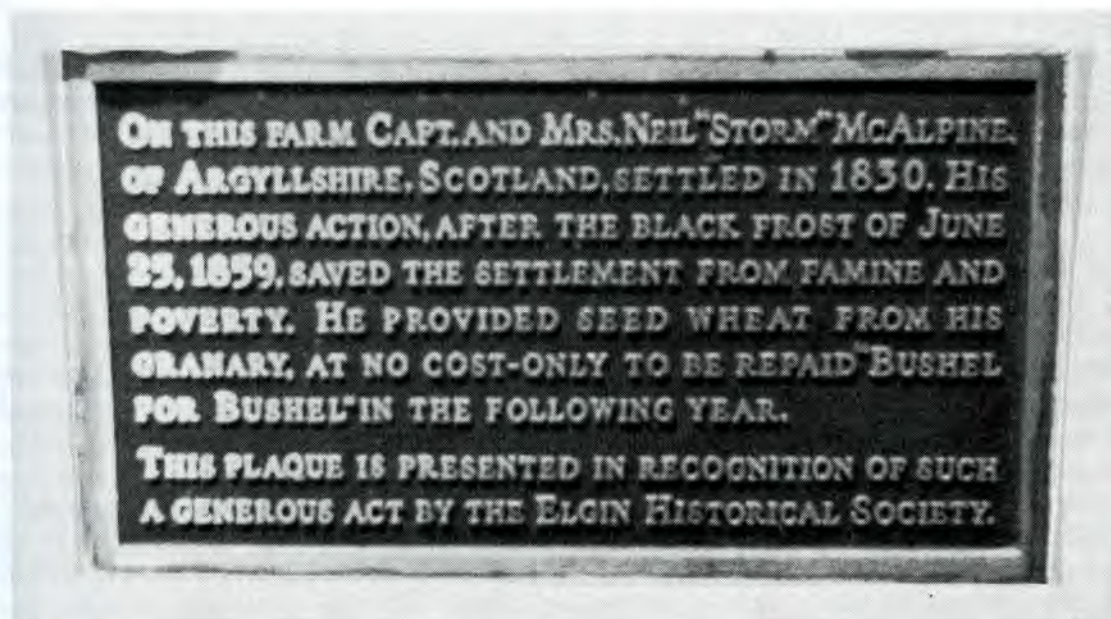 ON THIS FARM CAPT. AND MRS. NEIL "STORM" MCALPINE,
OF ARGYLLSHIRE, SCOTLAND, SETTLED IN 1830. HIS
GENEROUS ACTION, AFTER THE BLACK FROST OF JUNE
25, 1859, SAVED THE SETTLEMENT FROM FAMINE AND
POVERTY. HE PROVIDED SEED WHEAT FROM HIS
GRANARY, AT NO COST-ONLY TO BE REPAID "BUSHEL
FOR BUSHEL" IN THE FOLLOWING YEAR.
THIS PLAQUE IS PRESENTED IN RECOGNITION OF SUCH
A GENEROUS ACT BY THE ELGIN HISTORICAL SOCIETY.